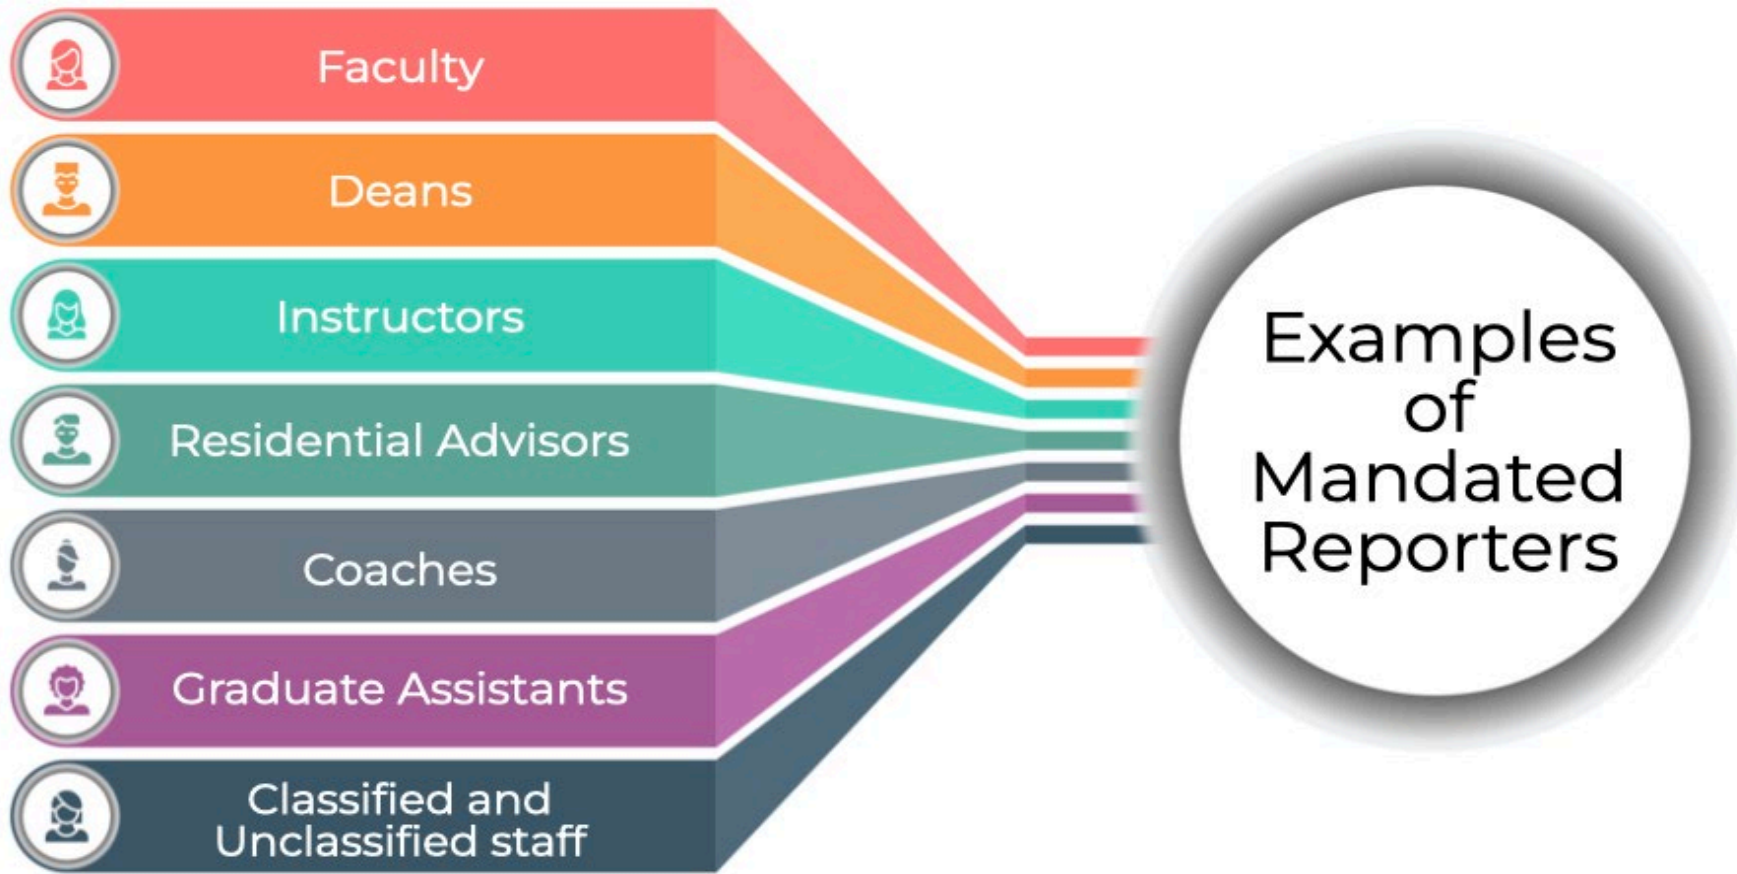 Faculty
Deans
Instructors
Residential Advisors
Coaches
Graduate Assistants
Classified and
Unclassified staff
Examples
of
Mandated
Reporters